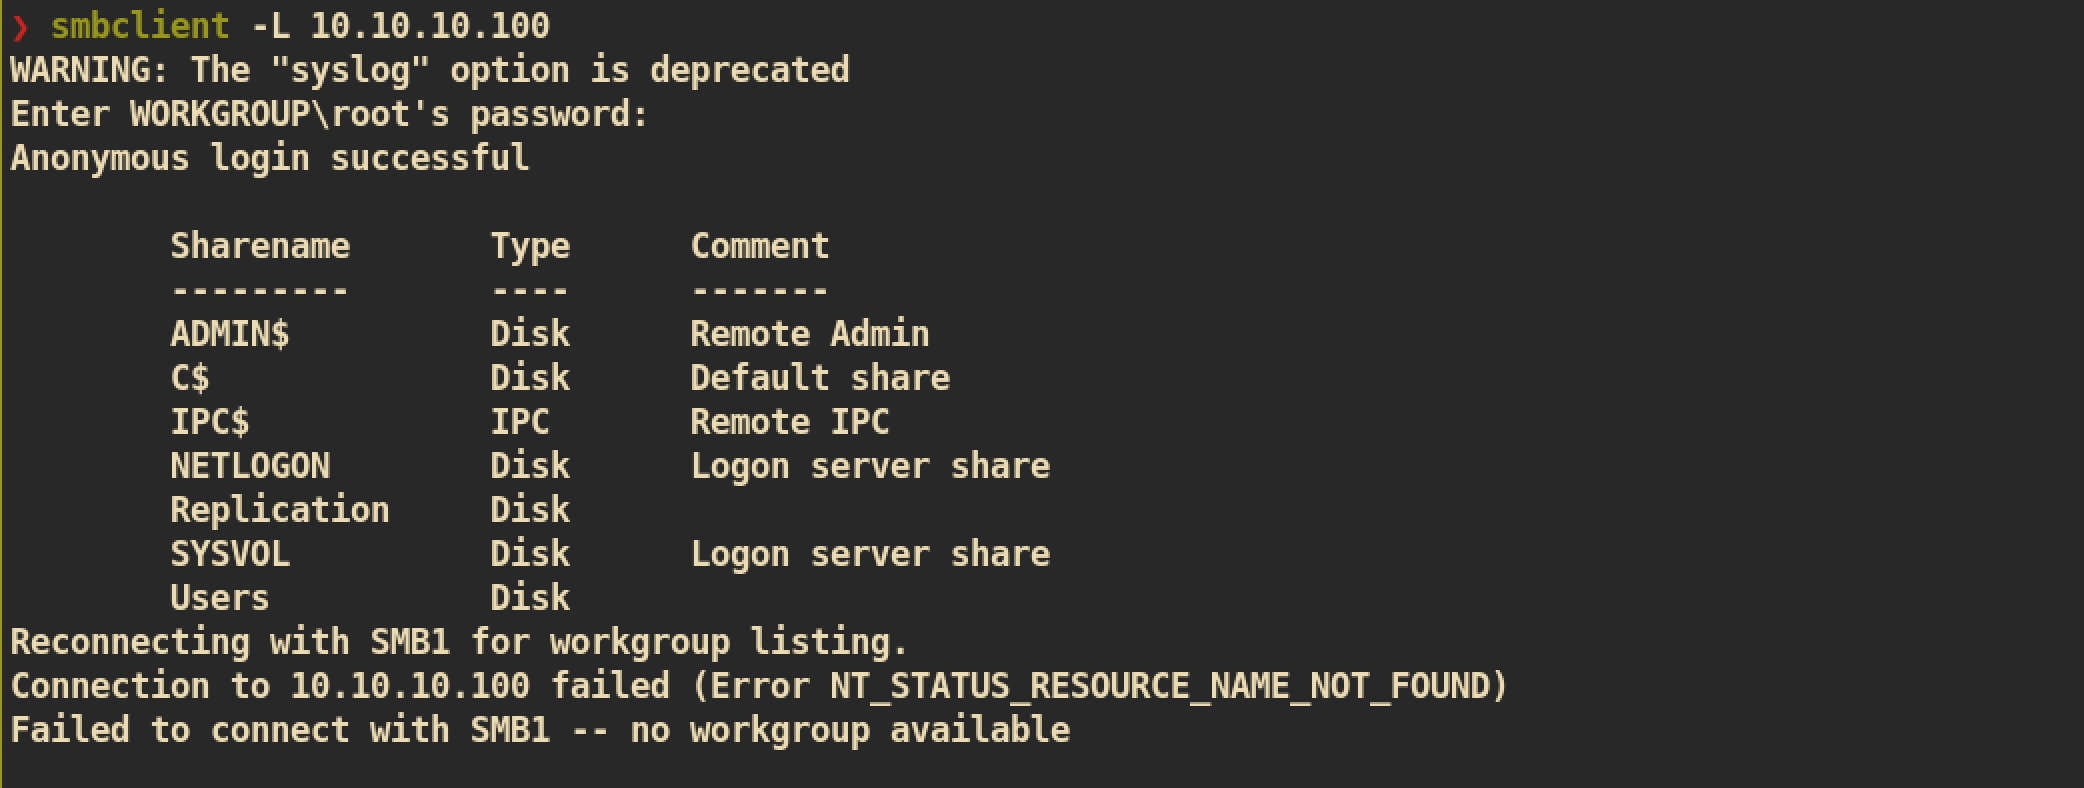 ❯ smbclient -L 10.10.10.100
WARNING: The "syslog" option is deprecated
Enter WORKGROUP\root's password:
Anonymous login successful
Sharename Type Comment
--------- ---- -------
ADMIN$ Disk Remote Admin
C$ Disk Default share
IPC$ IPC Remote IPC
NETLOGON Disk Logon server share
Replication Disk
SYSVOL Disk Logon server share
Users Disk
Reconnecting with SMB1 for workgroup listing.
Connection to 10.10.10.100 failed (Error NT_STATUS_RESOURCE_NAME_NOT_FOUND)
Failed to connect with SMB1 -- no workgroup available